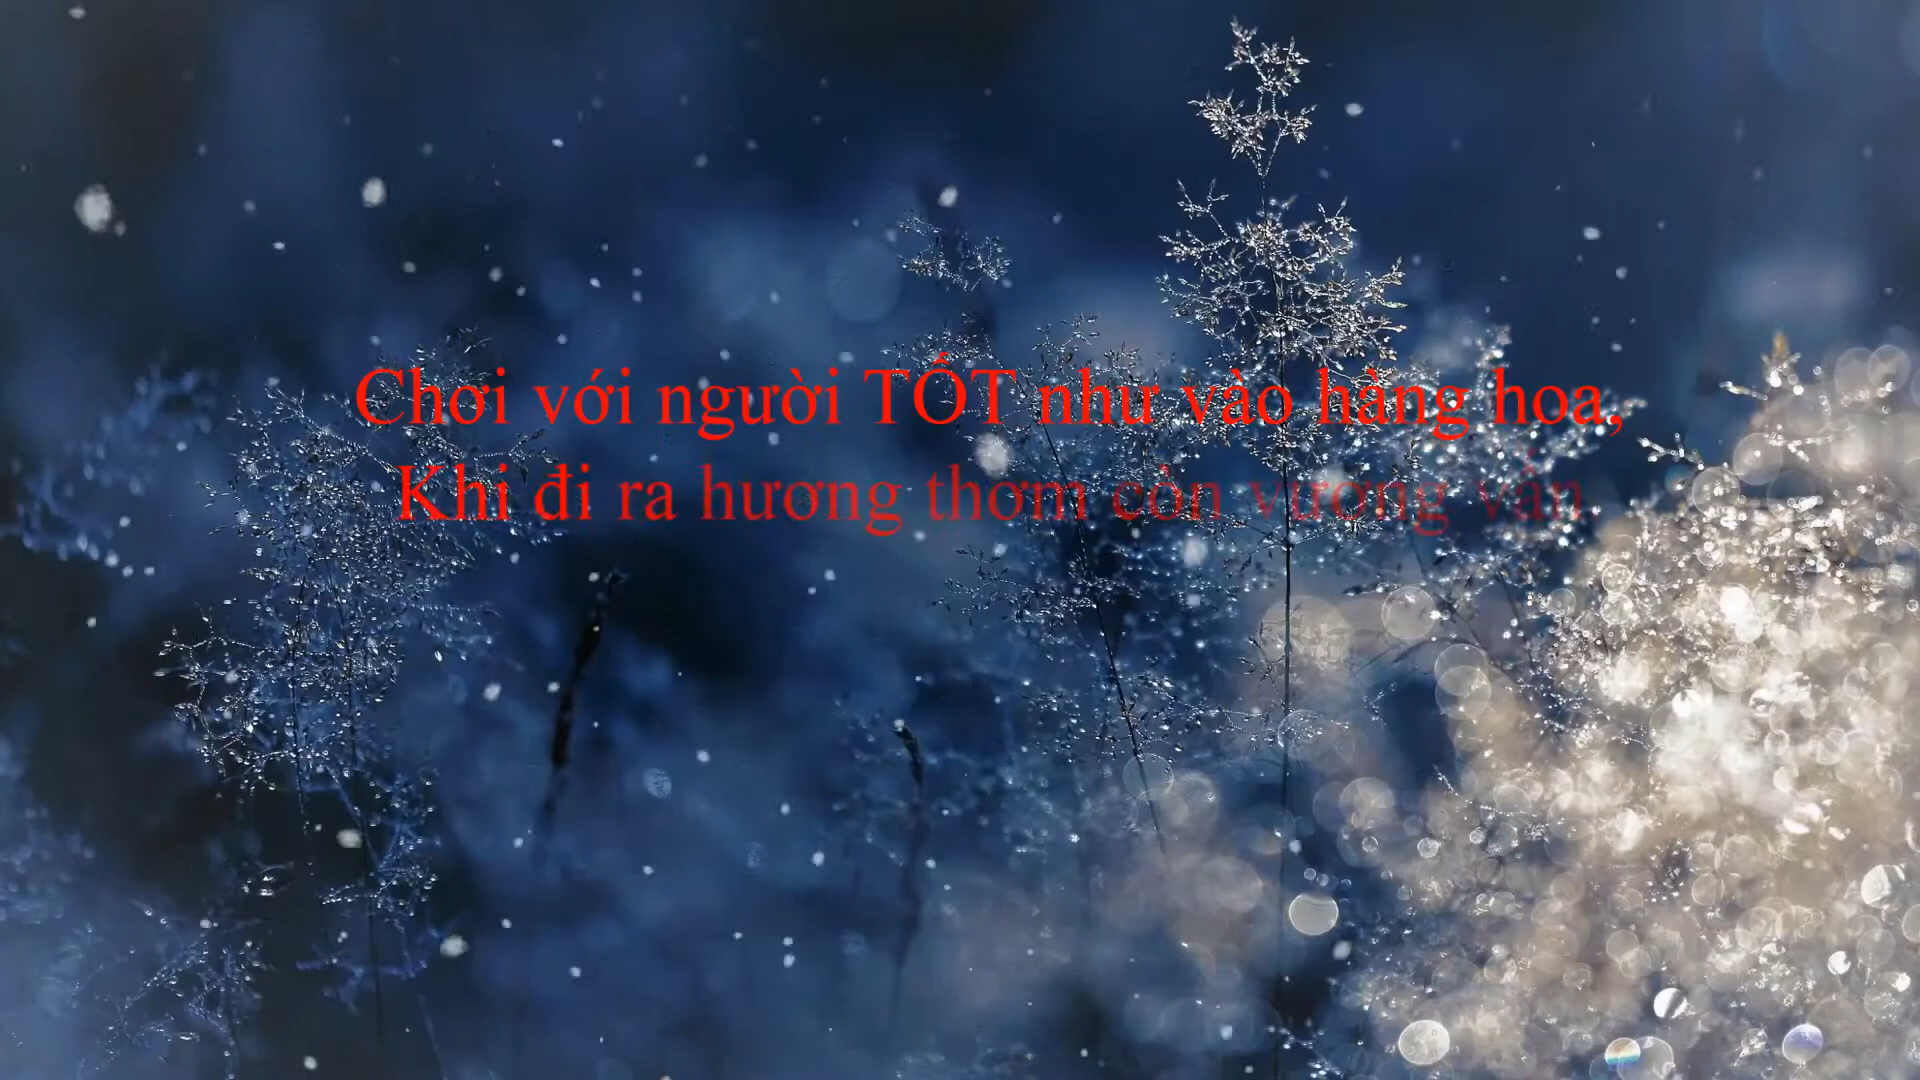 Chơi với người TỐT như vào hàng hoa,
Khi đi ra hương thơm còn vương vấn